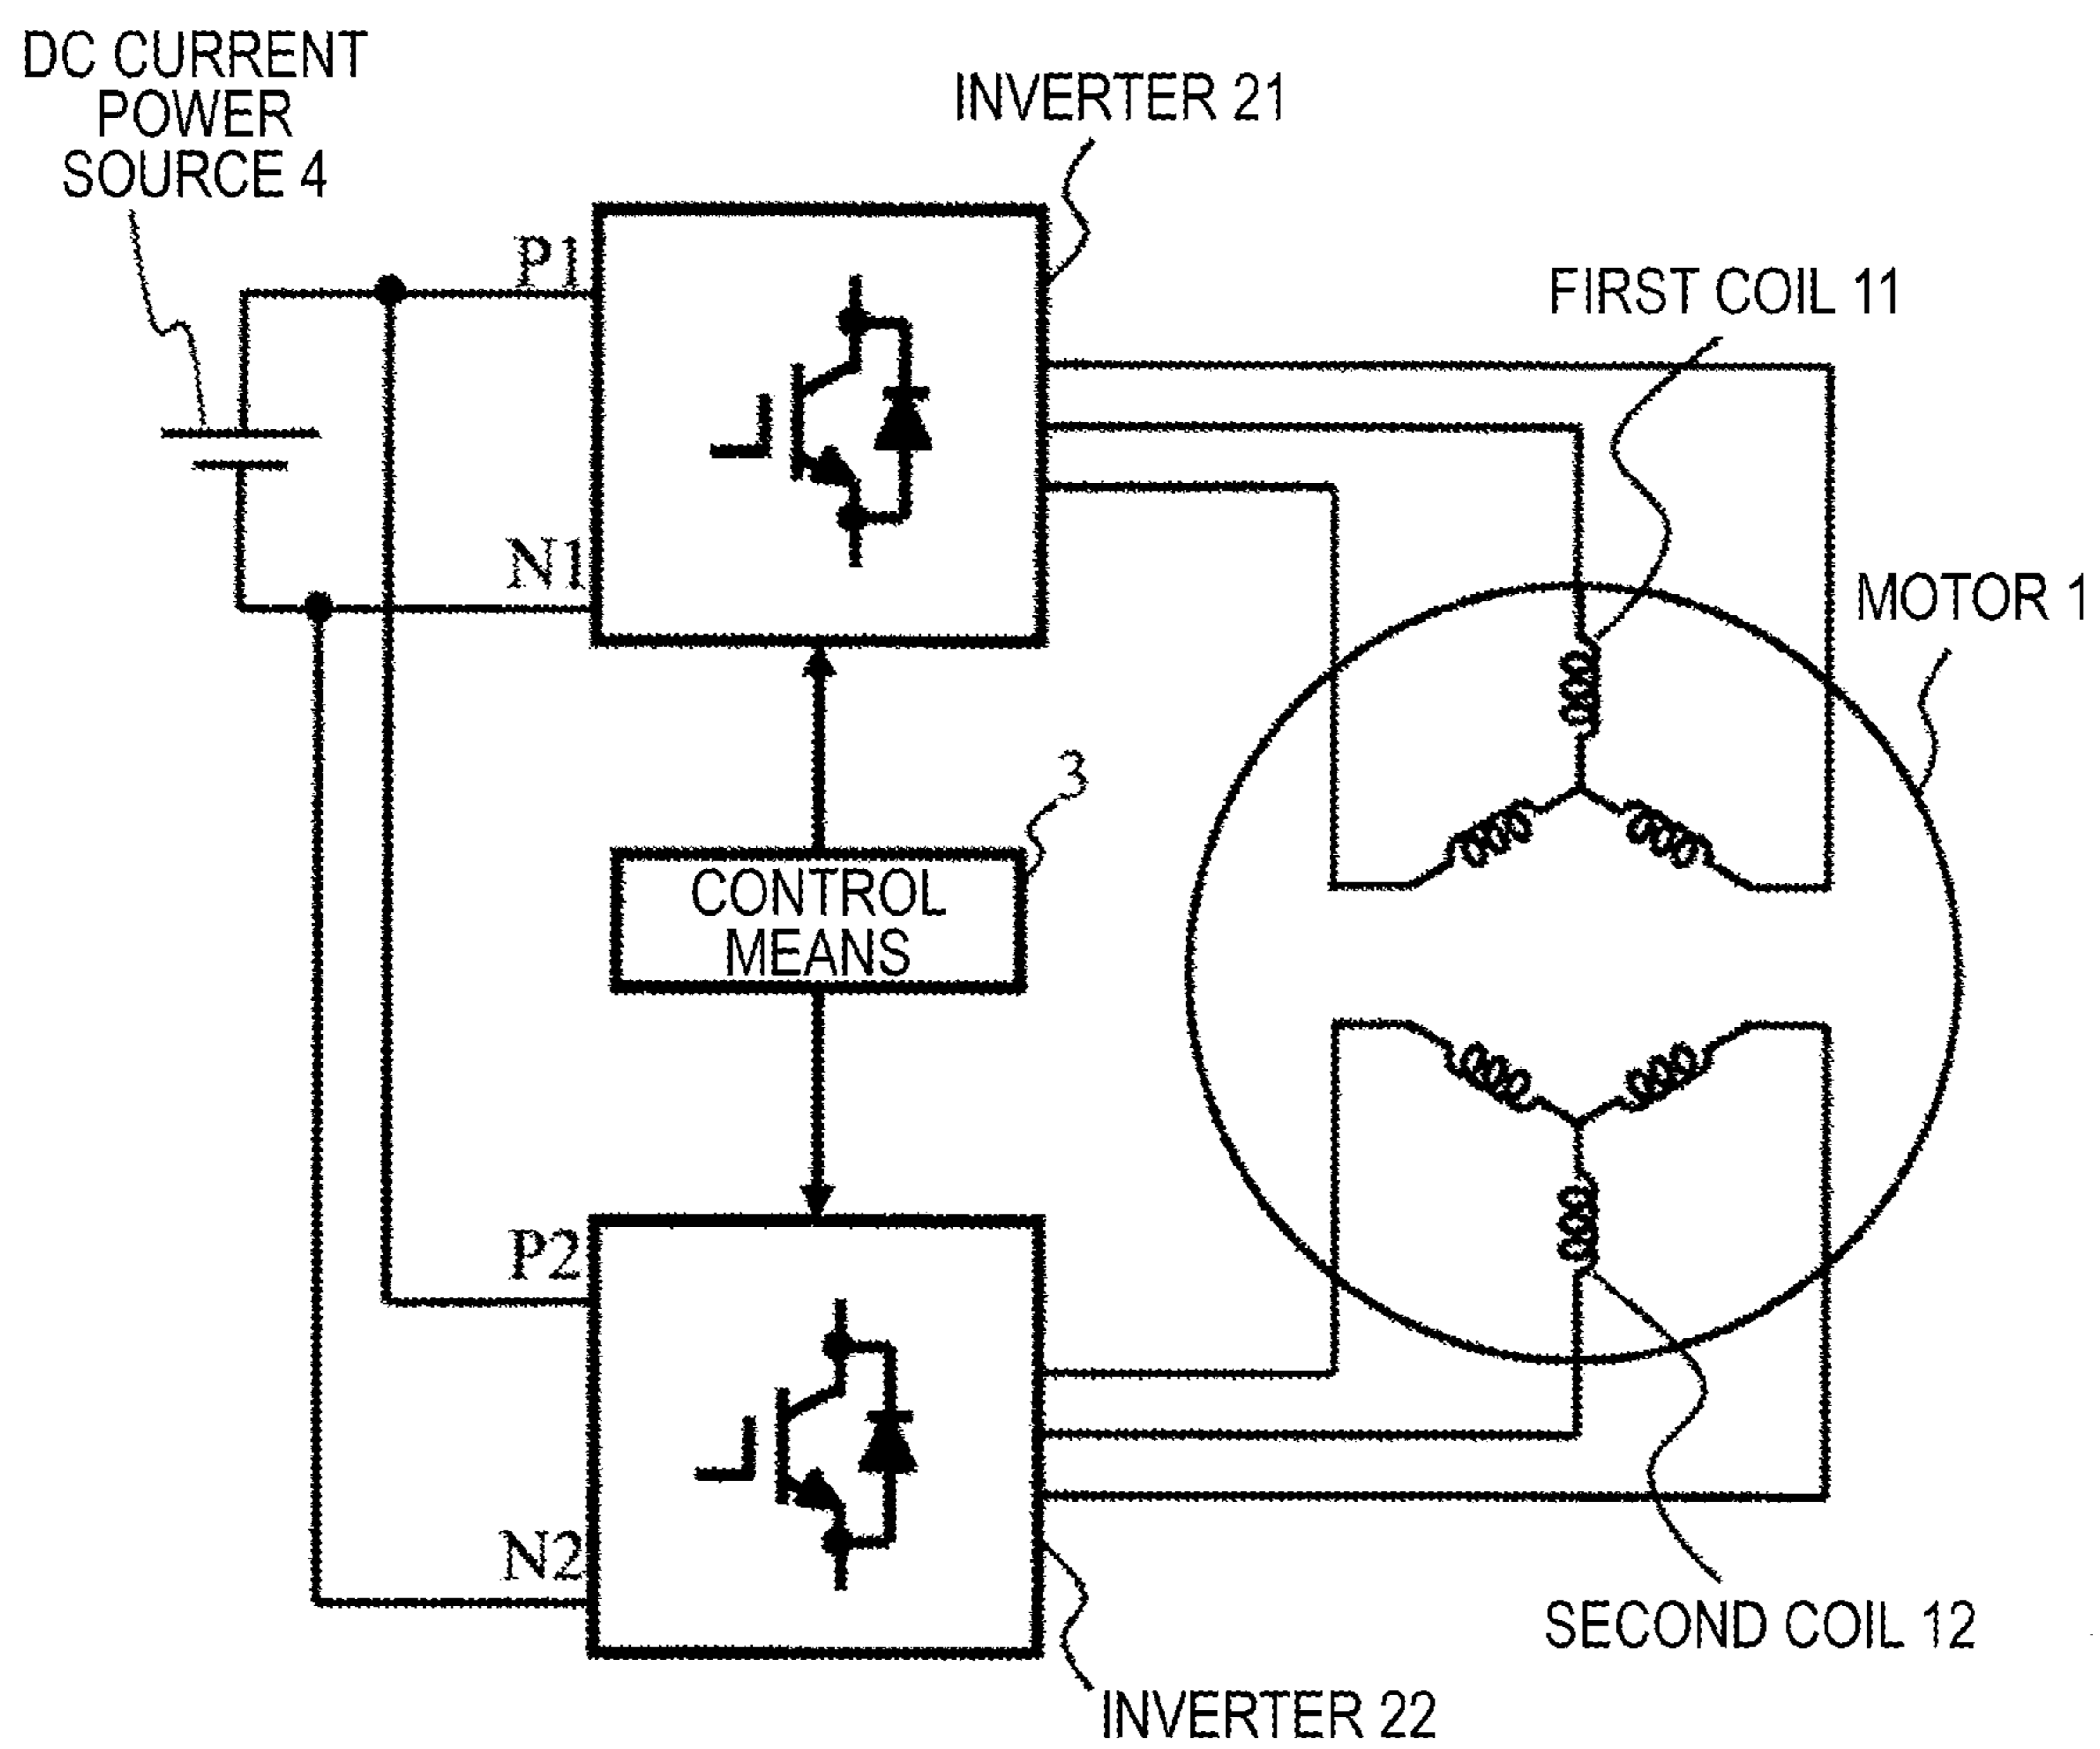 DC CURRENT
POWER
SOURCE 4
INVERTER 21
P1
FIRST COIL 11
N1
MOTOR 1
3
CONTROL
MEANS
P2
N2
SECOND COIL 12
INVERTER 22